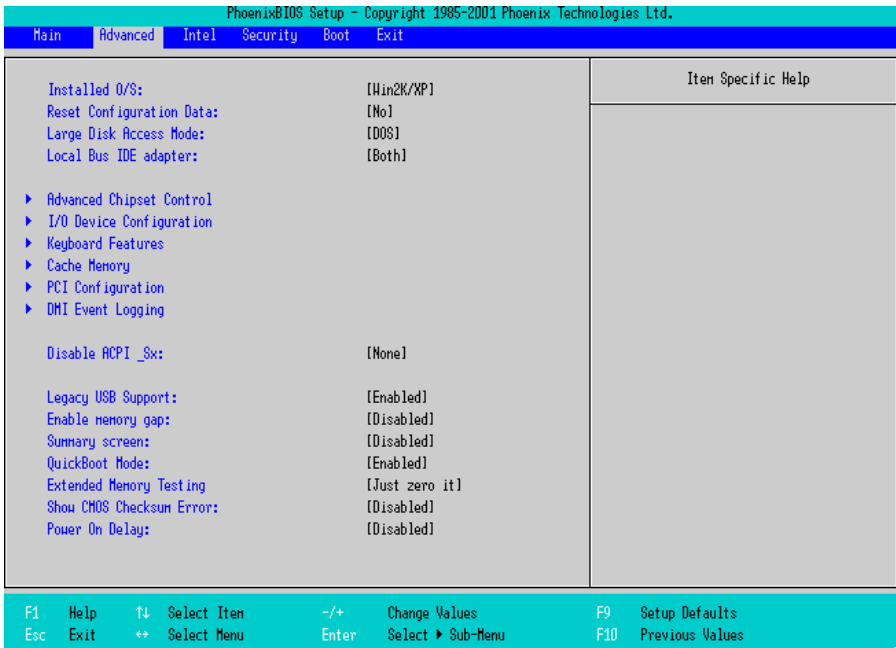 PhoenixBIOS Setup - Copyright 1985-2001 Phoenix Technologies Ltd.
Main Advanced Intel Security Boot Exit
Item Specific Help
Installed O/S: [Win2K/XP]
Reset Configuration Data: [No]
Large Disk Access Mode: [DOS]
Local Bus IDE adapter: [Both]
Advanced Chipset Control
I/O Device Configuration
Keyboard Features
Cache Memory
PCI Configuration
DMI Event Logging
Disable ACPI _Sx: [None]
Legacy USB Support: [Enabled]
Enable memory gap: [Disabled]
Summary screen: [Disabled]
QuickBoot Mode: [Enabled]
Extended Memory Testing [Just zero it]
Show CMOS Checksum Error: [Disabled]
Power On Delay: [Disabled]
F1 Help ↑↓ Select Item -/+ Change Values F9 Setup Defaults
Esc Exit ↔ Select Menu Enter Select ▶ Sub-Menu F10 Previous Values